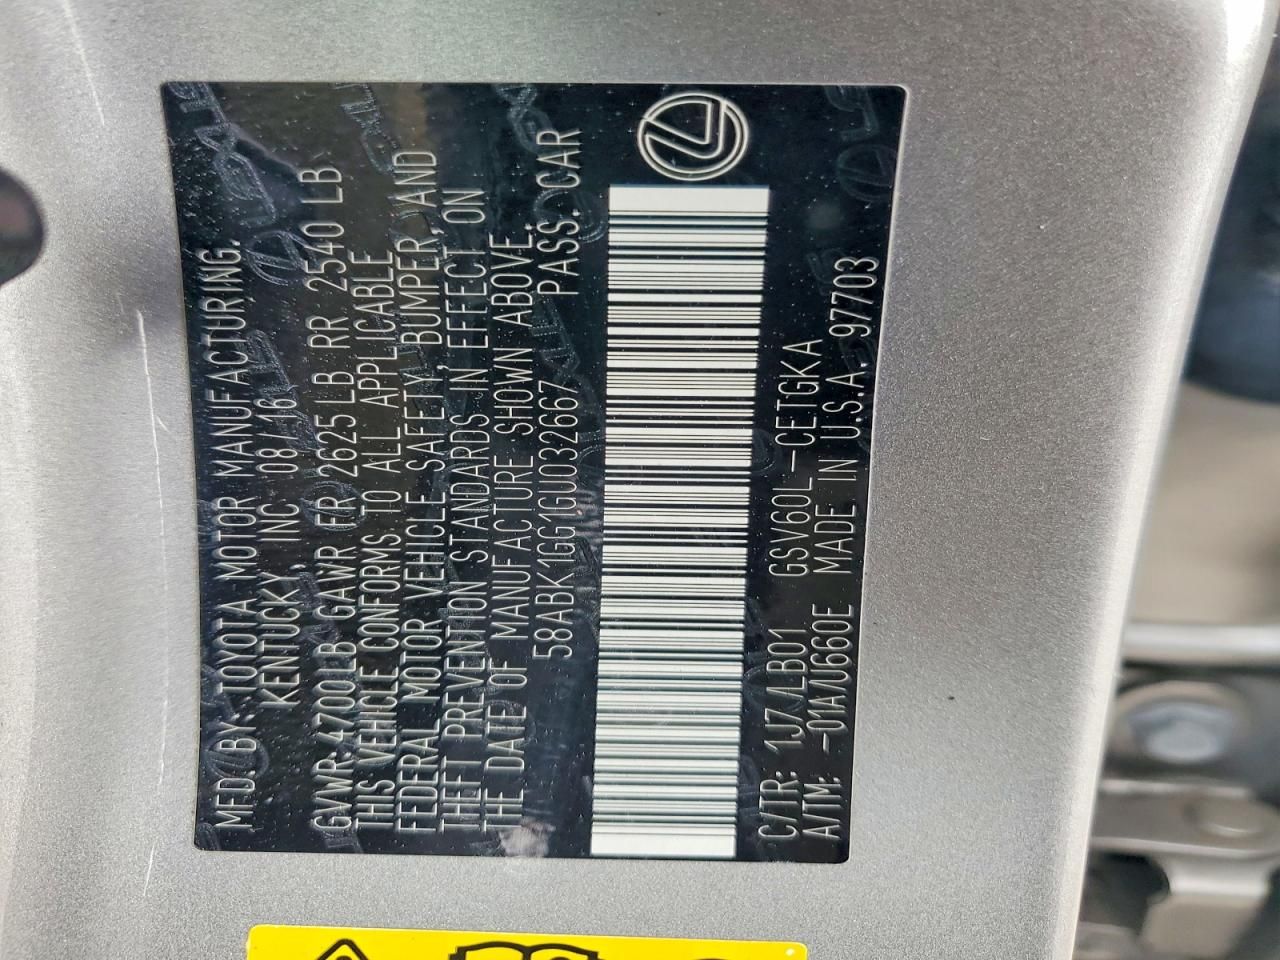 MFD. BY: TOYOTA MOTOR MANUFACTURING.
KENTUCKY INC 08/16
GVWR: 4700 LB GAWR FR 2625 LB RR 2540 LB
THIS VEHICLE CONFORMS TO ALL APPLICABLE
FEDERAL MOTOR VEHICLE SAFETY, BUMPER, AND
THEFT PREVENTION STANDARDS IN EFFECT ON
THE DATE OF MANUFACTURE SHOWN ABOVE.
58ABK1GG1GU032667 PASS. CAR
C/TR: 1J7/LB01 GSV60L-CETGKA
A/TM: -01A/U660E MADE IN U.S.A. 97703